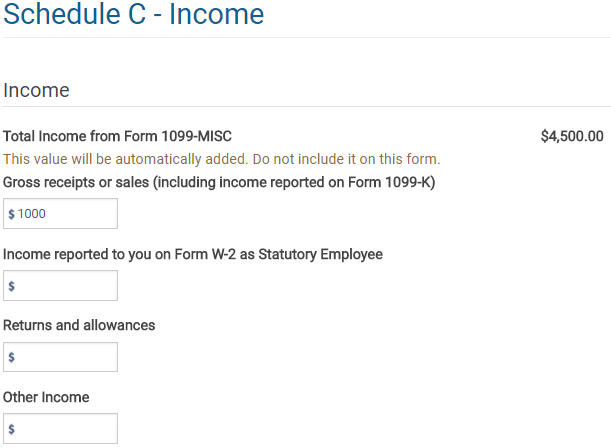 Schedule C - Income
Income
Total Income from Form 1099-MISC $4,500.00
This value will be automatically added. Do not include it on this form.
Gross receipts or sales (including income reported on Form 1099-K)
$ 1000
Income reported to you on Form W-2 as Statutory Employee
$
Returns and allowances
$
Other Income
$